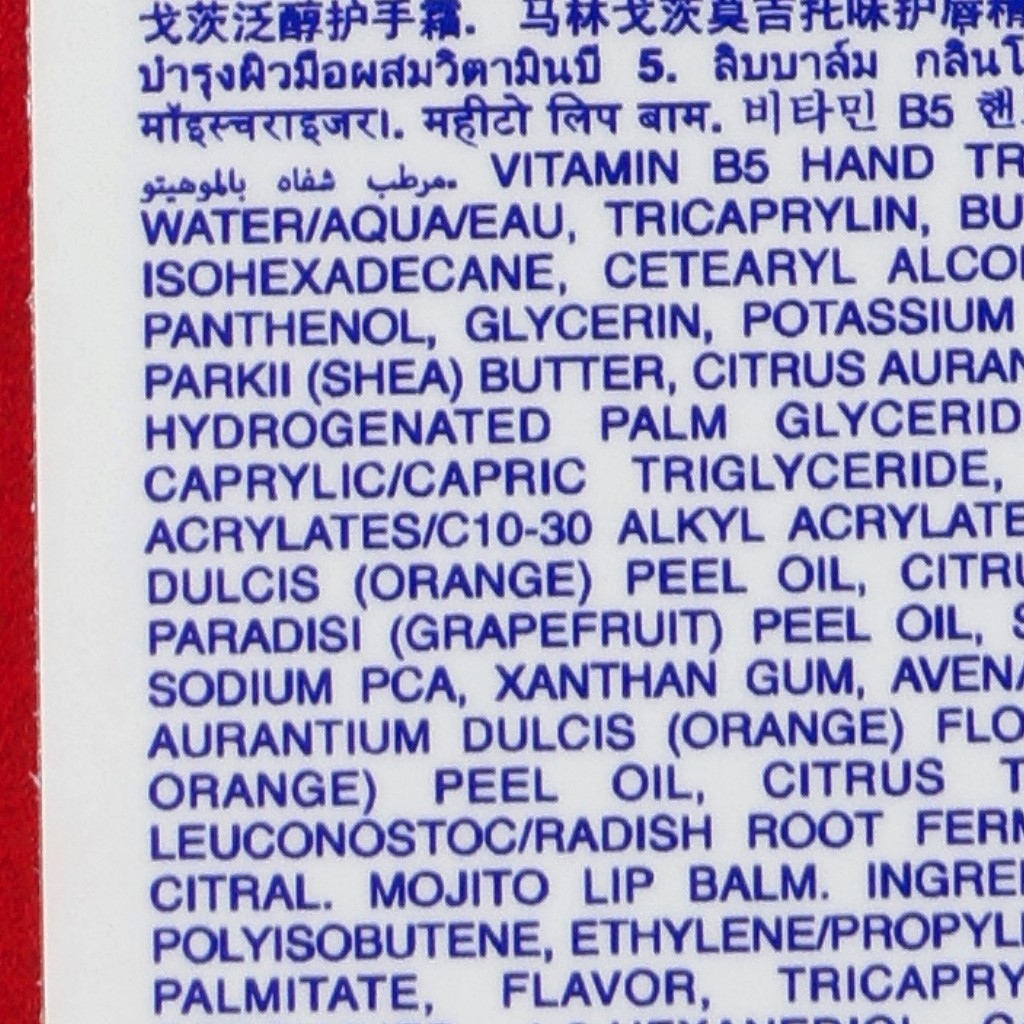 戈茨泛醇护手霜. 马林戈茨莫吉托味护唇
บำรุงผิวมือผสมวิตามินบี 5. ลิบบาล์ม กลิ่น
मॉइस्चराइजर।. महीटो लिप बाम. 비타민 B5
مرطب شفاه بالموهيتو. VITAMIN B5 HAND TR
WATER/AQUA/EAU, TRICAPRYLIN, BU
ISOHEXADECANE, CETEARYL ALCO
PANTHENOL, GLYCERIN, POTASSIUM
PARKII (SHEA) BUTTER, CITRUS AURAN
HYDROGENATED PALM GLYCERID
CAPRYLIC/CAPRIC TRIGLYCERIDE,
ACRYLATES/C10-30 ALKYL ACRYLATE
DULCIS (ORANGE) PEEL OIL, CITRU
PARADISI (GRAPEFRUIT) PEEL OIL, S
SODIUM PCA, XANTHAN GUM, AVENA
AURANTIUM DULCIS (ORANGE) FLO
ORANGE) PEEL OIL, CITRUS T
LEUCONOSTOC/RADISH ROOT FERM
CITRAL. MOJITO LIP BALM. INGREI
POLYISOBUTENE, ETHYLENE/PROPYL
PALMITATE, FLAVOR, TRICAPRY